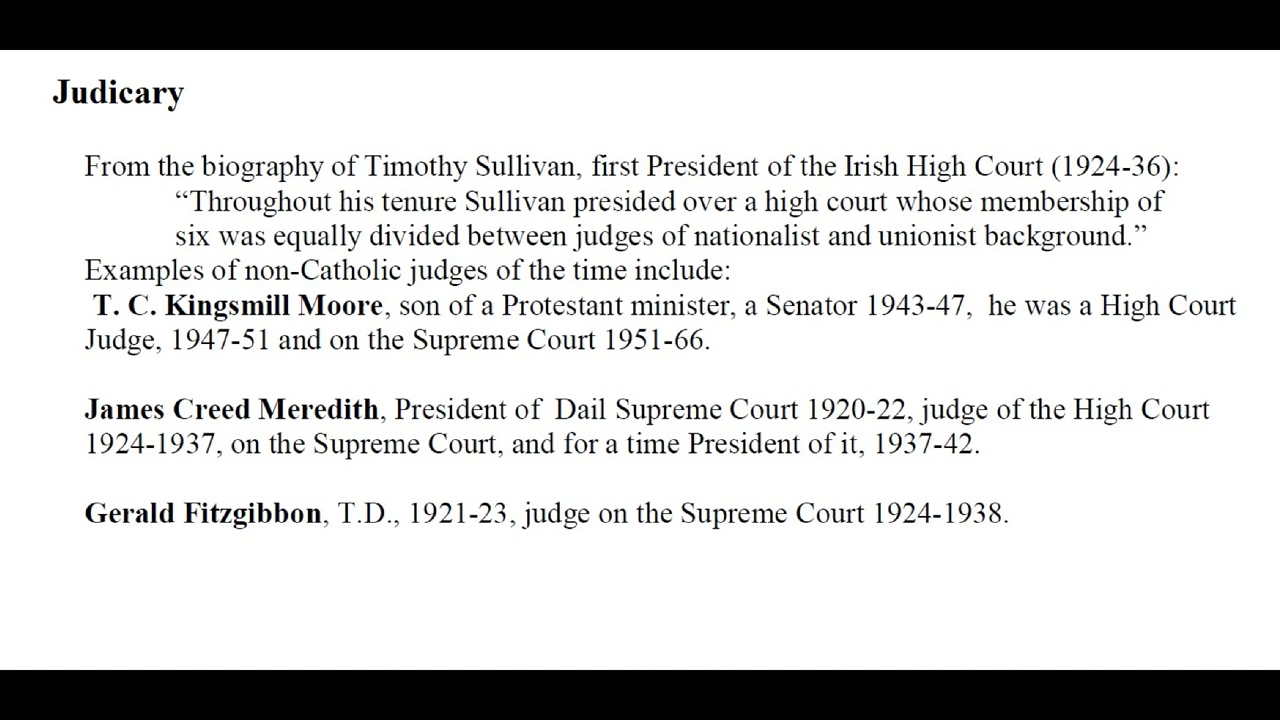 Judicary
From the biography of Timothy Sullivan, first President of the Irish High Court (1924-36):
“Throughout his tenure Sullivan presided over a high court whose membership of
six was equally divided between judges of nationalist and unionist background.”
Examples of non-Catholic judges of the time include:
T. C. Kingsmill Moore, son of a Protestant minister, a Senator 1943-47,  he was a High Court
Judge, 1947-51 and on the Supreme Court 1951-66.
James Creed Meredith, President of  Dail Supreme Court 1920-22, judge of the High Court
1924-1937, on the Supreme Court, and for a time President of it, 1937-42.
Gerald Fitzgibbon, T.D., 1921-23, judge on the Supreme Court 1924-1938.